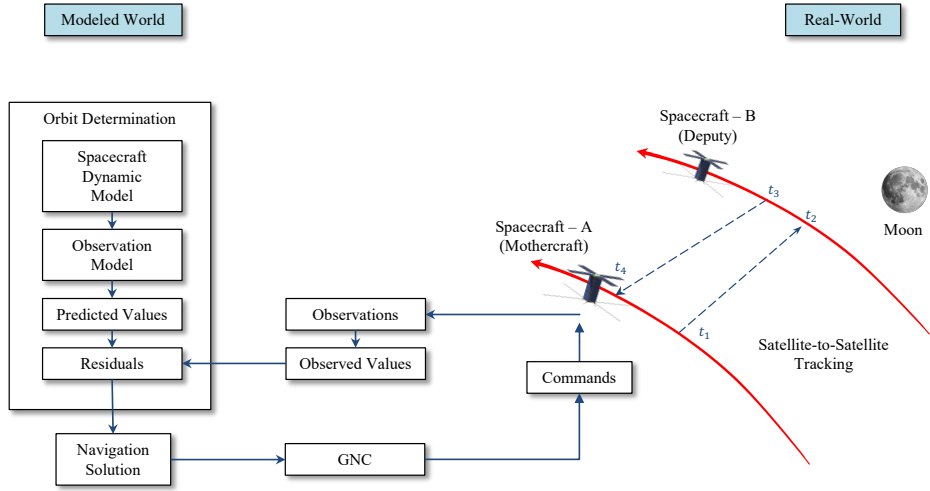 Modeled World
Real-World
Orbit Determination
Spacecraft
Dynamic
Model
Observation
Model
Predicted Values
Residuals
Navigation
Solution
Observations
Observed Values
GNC
Commands
Spacecraft – B
(Deputy)
Spacecraft – A
(Mothercraft)
t₃
t₂
t₄
t₁
Moon
Satellite-to-Satellite
Tracking